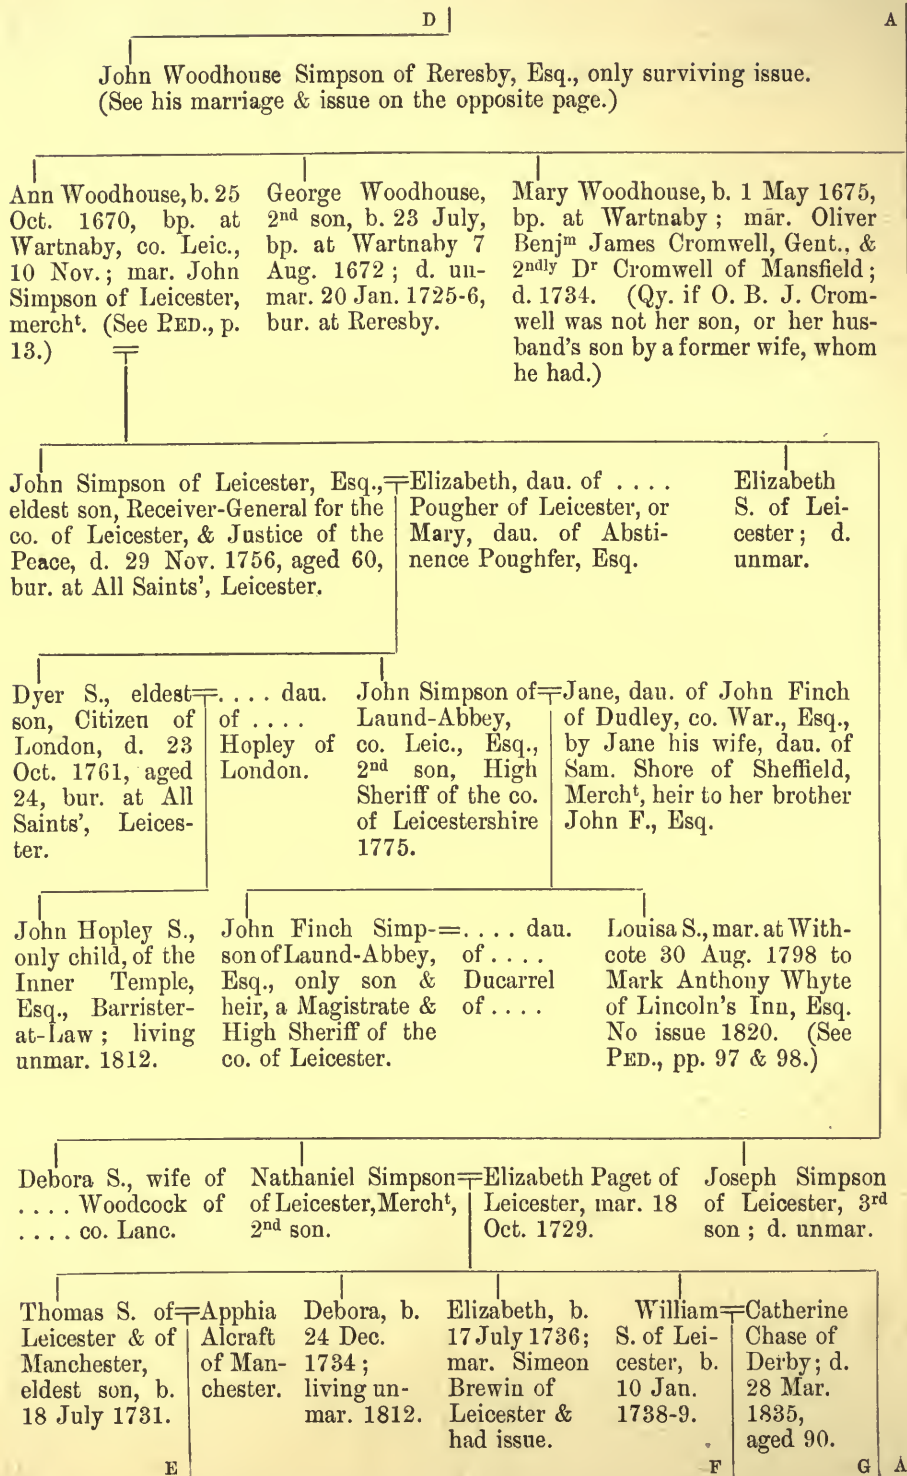 D A
John Woodhouse Simpson of Reresby, Esq., only surviving issue.
(See his marriage & issue on the opposite page.)
Ann Woodhouse, b. 25
Oct. 1670, bp. at
Wartnaby, co. Leic.,
10 Nov.; mar. John
Simpson of Leicester,
mercht. (See PED., p.
13.)
George Woodhouse,
2nd son, b. 23 July,
bp. at Wartnaby 7
Aug. 1672; d. un-
mar. 20 Jan. 1725-6,
bur. at Reresby.
Mary Woodhouse, b. 1 May 1675,
bp. at Wartnaby; mar. Oliver
Benjm James Cromwell, Gent., &
2ndly Dr Cromwell of Mansfield;
d. 1734. (Qy. if O. B. J. Crom-
well was not her son, or her hus-
band's son by a former wife, whom
he had.)
John Simpson of Leicester, Esq.,
eldest son, Receiver-General for the
co. of Leicester, & Justice of the
Peace, d. 29 Nov. 1756, aged 60,
bur. at All Saints', Leicester.
Elizabeth, dau. of . . . .
Pougher of Leicester, or
Mary, dau. of Absti-
nence Poughfer, Esq.
Elizabeth
S. of Lei-
cester; d.
unmar.
Dyer S., eldest
son, Citizen of
London, d. 23
Oct. 1761, aged
24, bur. at All
Saints', Leices-
ter.
. . . . dau.
of . . . .
Hopley of
London.
John Simpson of
Laund-Abbey,
co. Leic., Esq.,
2nd son, High
Sheriff of the co.
of Leicestershire
1775.
Jane, dau. of John Finch
of Dudley, co. War., Esq.,
by Jane his wife, dau. of
Sam. Shore of Sheffield,
Mercht, heir to her brother
John F., Esq.
John Hopley S.,
only child, of the
Inner Temple,
Esq., Barrister-
at-Law; living
unmar. 1812.
John Finch Simp-
son of Laund-Abbey,
Esq., only son &
heir, a Magistrate &
High Sheriff of the
co. of Leicester.
=. . . . dau.
of . . . .
Ducarrel
of . . . .
Louisa S., mar. at With-
cote 30 Aug. 1798 to
Mark Anthony Whyte
of Lincoln's Inn, Esq.
No issue 1820. (See
PED., pp. 97 & 98.)
Debora S., wife of
. . . . Woodcock of
. . . . co. Lanc.
Nathaniel Simpson
of Leicester, Mercht,
2nd son.
Elizabeth Paget of
Leicester, mar. 18
Oct. 1729.
Joseph Simpson
of Leicester, 3rd
son; d. unmar.
Thomas S. of
Leicester & of
Manchester,
eldest son, b.
18 July 1731.
Apphia
Alcraft
of Man-
chester.
Debora, b.
24 Dec.
1734;
living un-
mar. 1812.
Elizabeth, b.
17 July 1736;
mar. Simeon
Brewin of
Leicester &
had issue.
William
S. of Lei-
cester, b.
10 Jan.
1738-9.
Catherine
Chase of
Derby; d.
28 Mar.
1835,
aged 90.
E F G A